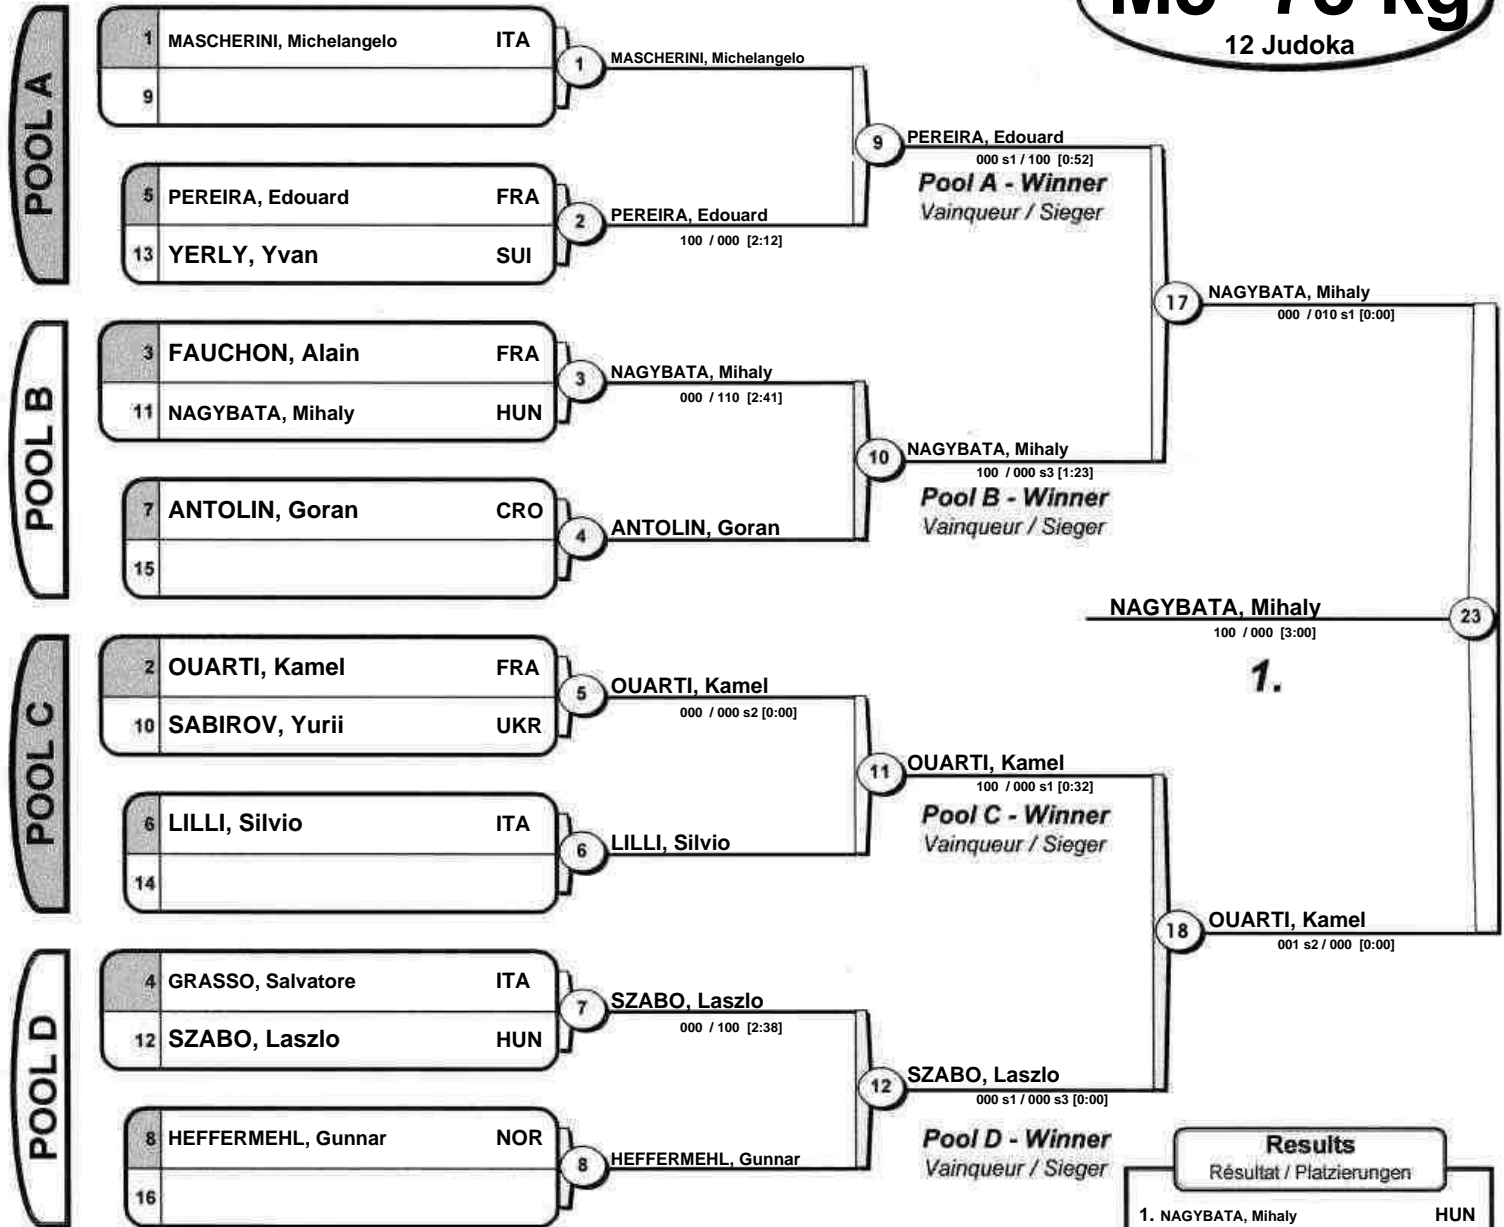 12 Judoka
POOL A
1 MASCHERINI, Michelangelo ITA
9
1 MASCHERINI, Michelangelo
5 PEREIRA, Edouard FRA
13 YERLY, Yvan SUI
2 PEREIRA, Edouard
100 / 000 [2:12]
9 PEREIRA, Edouard
000 s1 / 100 [0:52]
Pool A - Winner
Vainqueur / Sieger
POOL B
3 FAUCHON, Alain FRA
11 NAGYBATA, Mihaly HUN
3 NAGYBATA, Mihaly
000 / 110 [2:41]
7 ANTOLIN, Goran CRO
15
4 ANTOLIN, Goran
10 NAGYBATA, Mihaly
100 / 000 s3 [1:23]
Pool B - Winner
Vainqueur / Sieger
17 NAGYBATA, Mihaly
000 / 010 s1 [0:00]
NAGYBATA, Mihaly 23
100 / 000 [3:00]
1.
POOL C
2 OUARTI, Kamel FRA
10 SABIROV, Yurii UKR
5 OUARTI, Kamel
000 / 000 s2 [0:00]
6 LILLI, Silvio ITA
14
6 LILLI, Silvio
11 OUARTI, Kamel
100 / 000 s1 [0:32]
Pool C - Winner
Vainqueur / Sieger
18 OUARTI, Kamel
001 s2 / 000 [0:00]
POOL D
4 GRASSO, Salvatore ITA
12 SZABO, Laszlo HUN
7 SZABO, Laszlo
000 / 100 [2:38]
8 HEFFERMEHL, Gunnar NOR
16
8 HEFFERMEHL, Gunnar
12 SZABO, Laszlo
000 s1 / 000 s3 [0:00]
Pool D - Winner
Vainqueur / Sieger
Results
Résultat / Platzierungen
1. NAGYBATA, Mihaly HUN